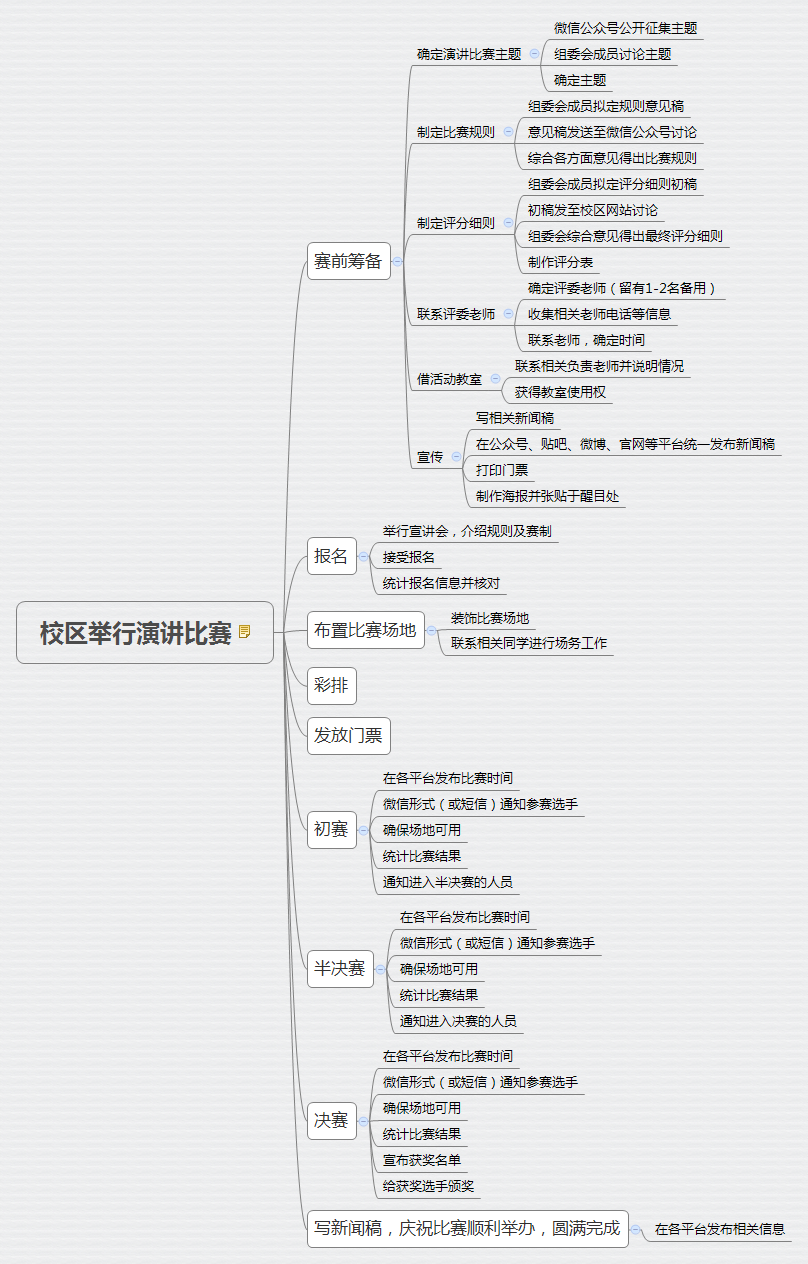 校区举行演讲比赛
赛前筹备
确定演讲比赛主题
微信公众号公开征集主题
组委会成员讨论主题
确定主题
制定比赛规则
组委会成员拟定规则意见稿
意见稿发送至微信公众号讨论
综合各方面意见得出比赛规则
制定评分细则
组委会成员拟定评分细则初稿
初稿发至校区网站讨论
组委会综合意见得出最终评分细则
制作评分表
联系评委老师
确定评委老师（留有1-2名备用）
收集相关老师电话等信息
联系老师，确定时间
借活动教室
联系相关负责老师并说明情况
获得教室使用权
宣传
写相关新闻稿
在公众号、贴吧、微博、官网等平台统一发布新闻稿
打印门票
制作海报并张贴于醒目处
报名
举行宣讲会，介绍规则及赛制
接受报名
统计报名信息并核对
布置比赛场地
装饰比赛场地
联系相关同学进行场务工作
彩排
发放门票
初赛
在各平台发布比赛时间
微信形式（或短信）通知参赛选手
确保场地可用
统计比赛结果
通知进入半决赛的人员
半决赛
在各平台发布比赛时间
微信形式（或短信）通知参赛选手
确保场地可用
统计比赛结果
通知进入决赛的人员
决赛
在各平台发布比赛时间
微信形式（或短信）通知参赛选手
确保场地可用
统计比赛结果
宣布获奖名单
给获奖选手颁奖
写新闻稿，庆祝比赛顺利举办，圆满完成
在各平台发布相关信息